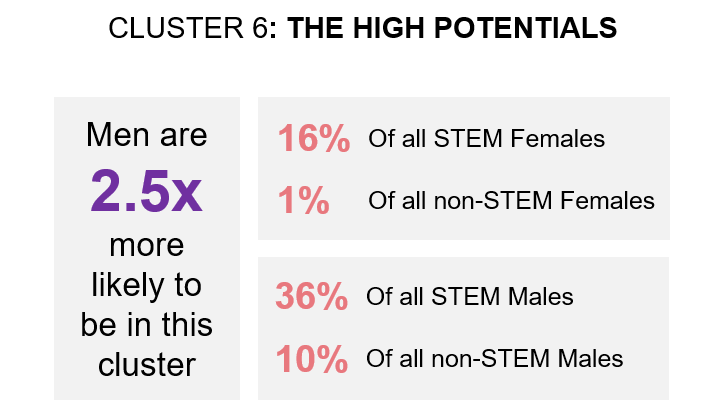 CLUSTER 6: THE HIGH POTENTIALS
Men are
2.5x
more
likely to
be in this
cluster
16% Of all STEM Females
1% Of all non-STEM Females
36% Of all STEM Males
10% Of all non-STEM Males